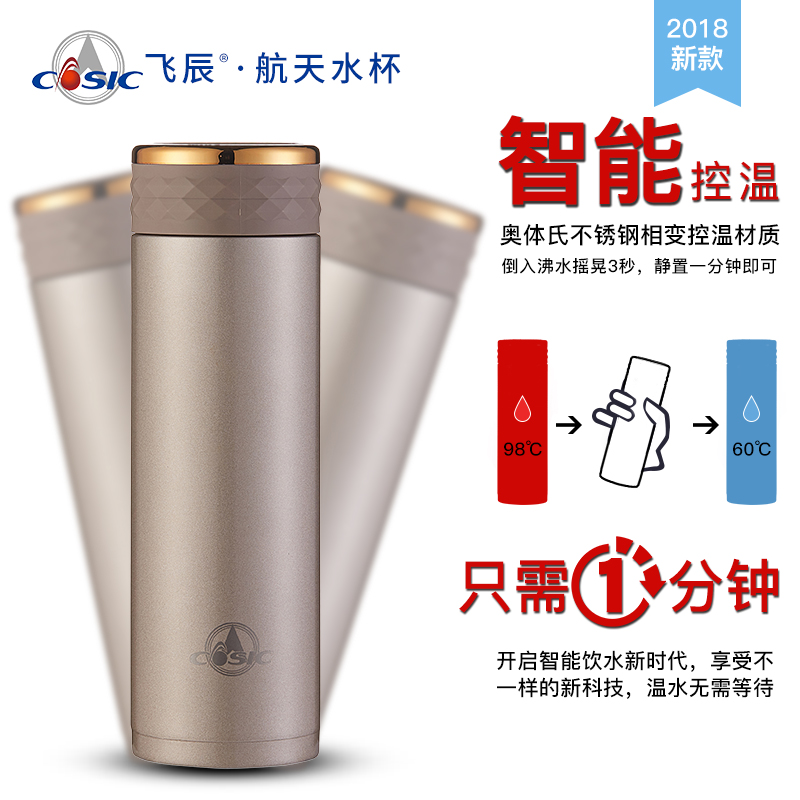 COSIC 飞辰®·航天水杯
2018
新款
智能控温
奥体氏不锈钢相变控温材质
倒入沸水摇晃3秒，静置一分钟即可
98℃
60℃
只需1分钟
开启智能饮水新时代，享受不
一样的新科技，温水无需等待
COSIC